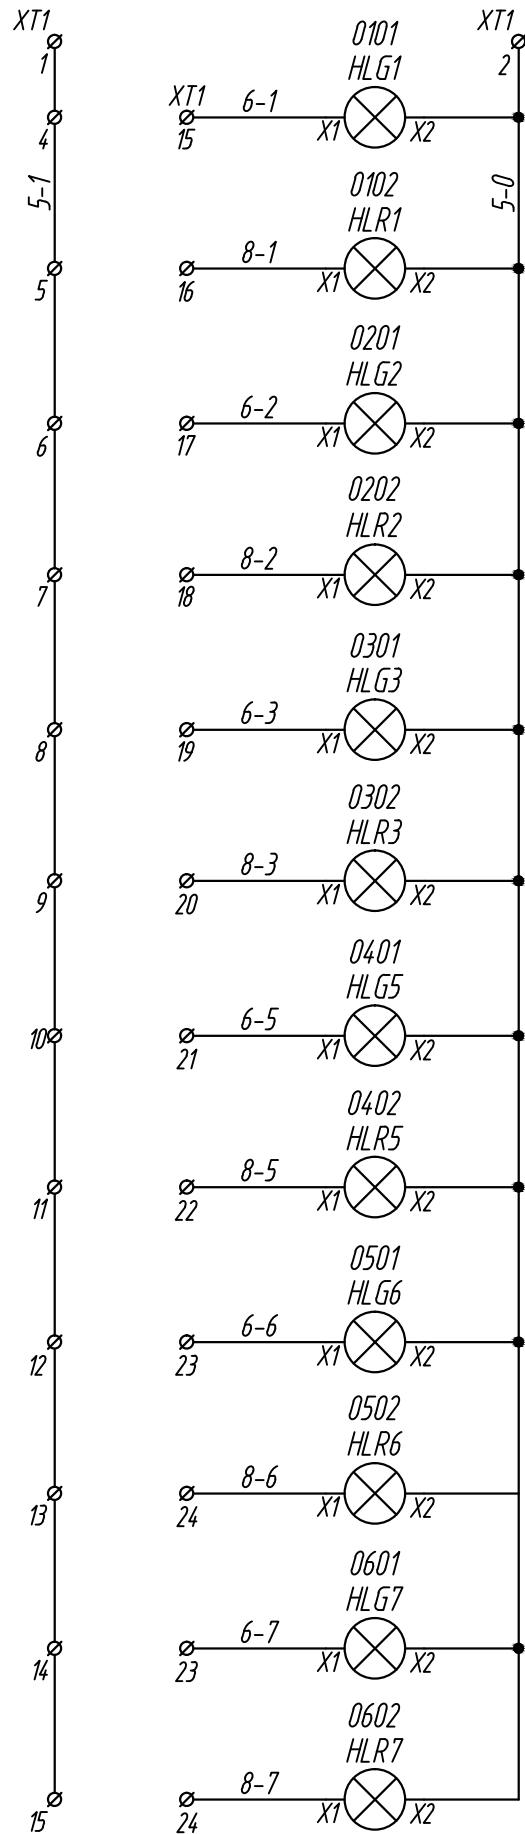 XT1 XT1
1 2
0101
HLG1
4 XT1 15 6-1 X1 X2
5-1 5-0
0102
HLR1
5 16 8-1 X1 X2
0201
HLG2
6 17 6-2 X1 X2
0202
HLR2
7 18 8-2 X1 X2
0301
HLG3
8 19 6-3 X1 X2
0302
HLR3
9 20 8-3 X1 X2
0401
HLG5
10 21 6-5 X1 X2
0402
HLR5
11 22 8-5 X1 X2
0501
HLG6
12 23 6-6 X1 X2
0502
HLR6
13 24 8-6 X1 X2
0601
HLG7
14 23 6-7 X1 X2
0602
HLR7
15 24 8-7 X1 X2